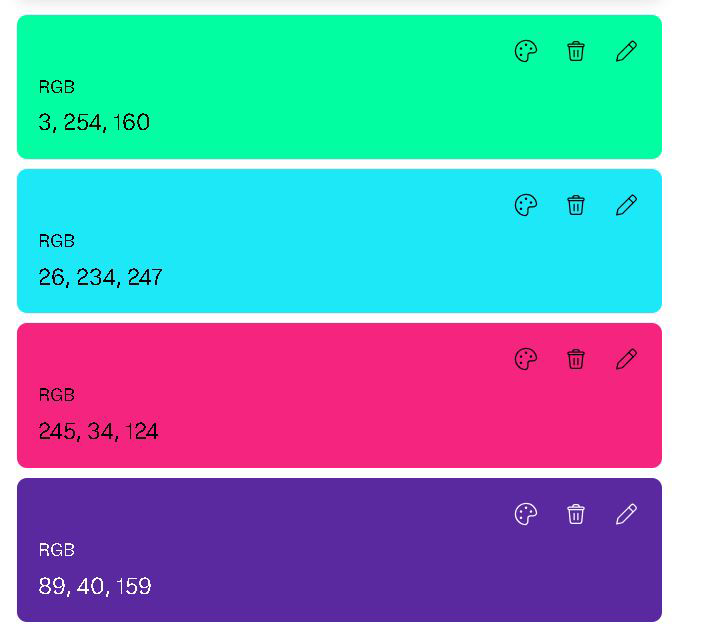 RGB
3, 254, 160
RGB
26, 234, 247
RGB
245, 34, 124
RGB
89, 40, 159